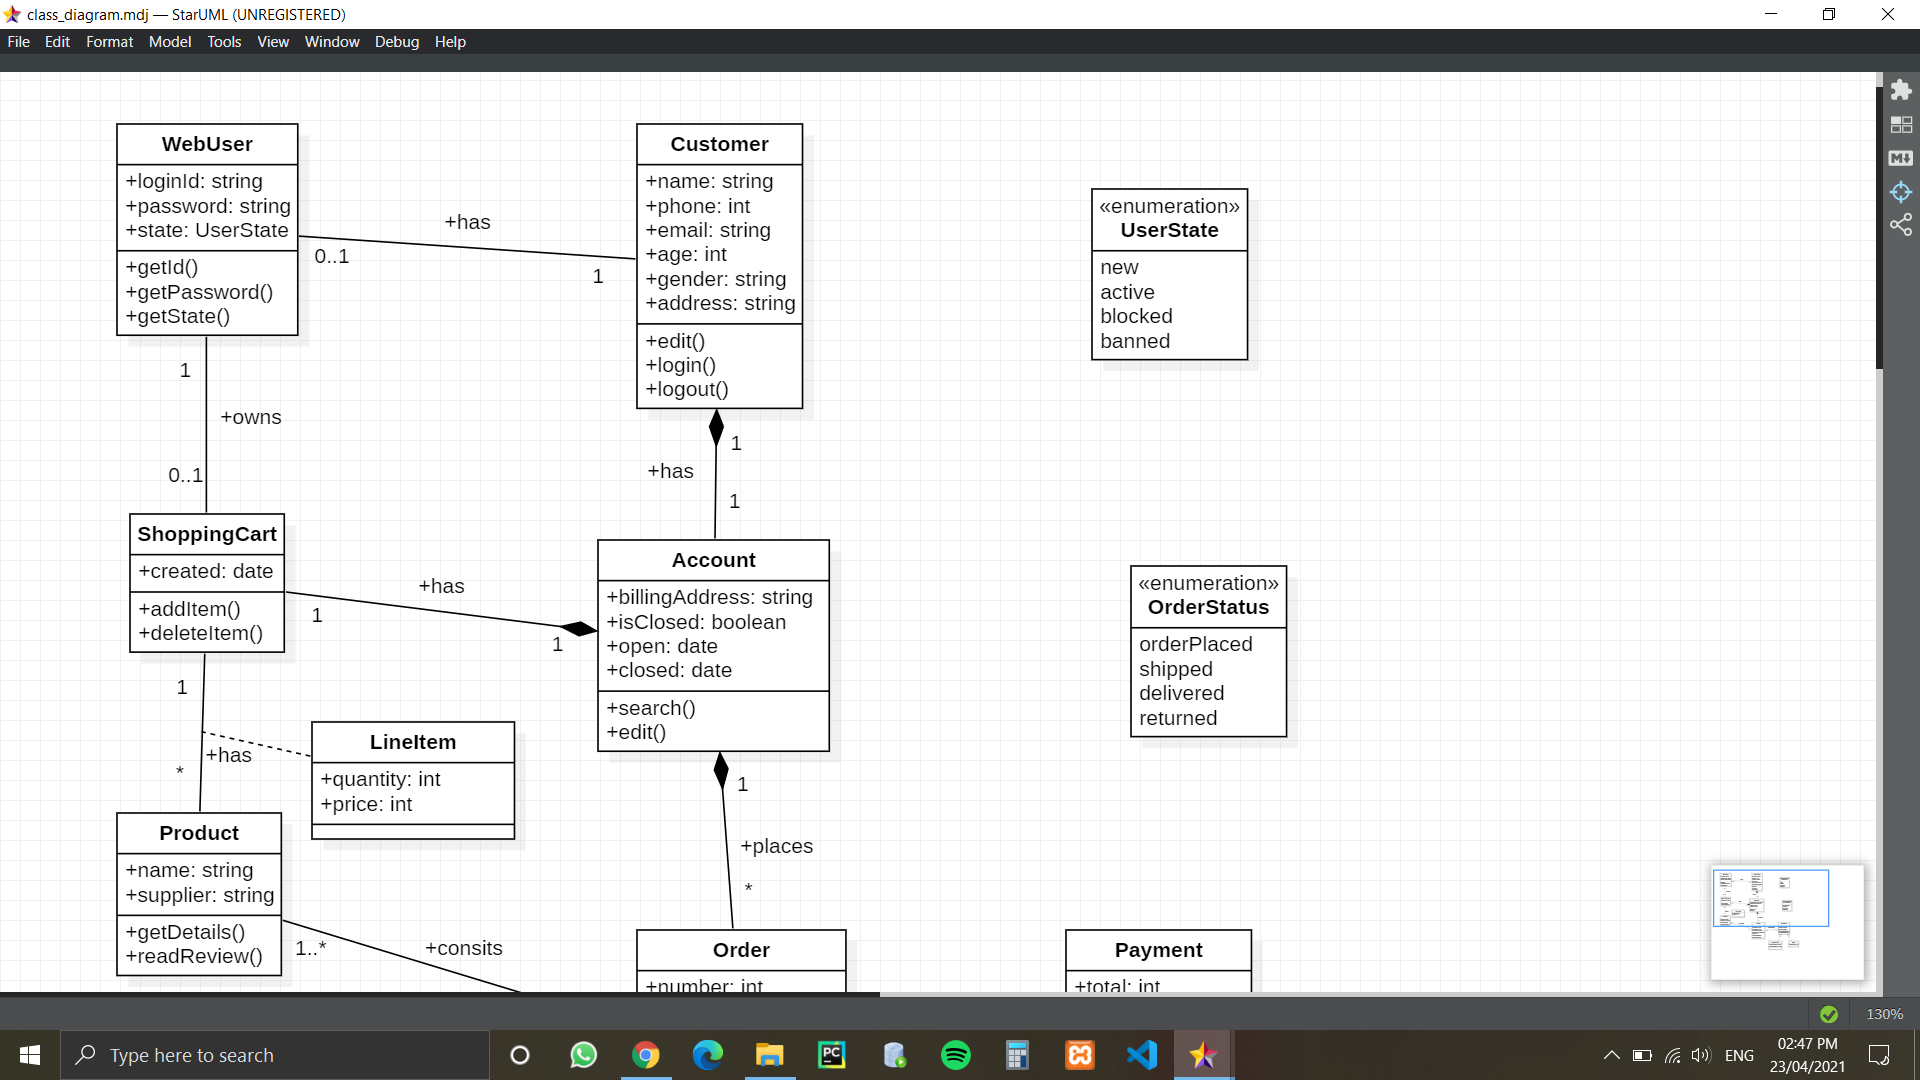 class_diagram.mdj — StarUML (UNREGISTERED)
File Edit Format Model Tools View Window Debug Help
WebUser
+loginId: string
+password: string
+state: UserState
+getId()
+getPassword()
+getState()
+has
0..1
1
Customer
+name: string
+phone: int
+email: string
+age: int
+gender: string
+address: string
+edit()
+login()
+logout()
«enumeration»
UserState
new
active
blocked
banned
1
+owns
0..1
1
+has
1
ShoppingCart
+created: date
+addItem()
+deleteItem()
+has
1
1
Account
+billingAddress: string
+isClosed: boolean
+open: date
+closed: date
+search()
+edit()
«enumeration»
OrderStatus
orderPlaced
shipped
delivered
returned
1
+has
*
LineItem
+quantity: int
+price: int
1
+places
*
Product
+name: string
+supplier: string
+getDetails()
+readReview()
1..*
+consits
Order
+number: int
Payment
+total: int
130%
Type here to search
ENG
02:47 PM
23/04/2021